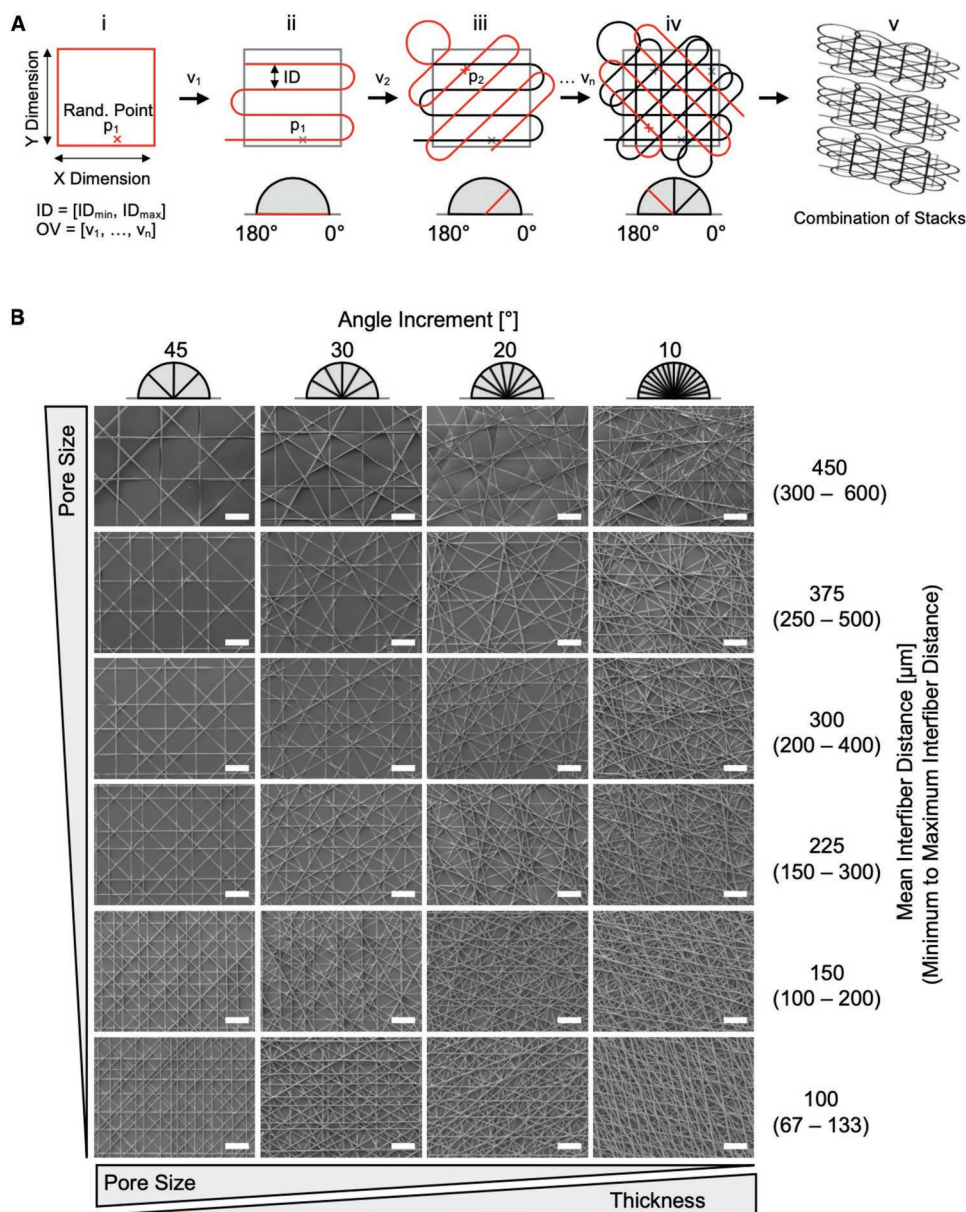 A
i
ii
iii
iv
v
Y Dimension
Rand. Point
p1
X Dimension
ID = [IDmin, IDmax]
OV = [v1, …, vn]
v1
ID
p1
180° 0°
v2
p2
180° 0°
… vn
180° 0°
Combination of Stacks
B
Angle Increment [°]
45
30
20
10
Pore Size
450
(300 – 600)
375
(250 – 500)
300
(200 – 400)
225
(150 – 300)
150
(100 – 200)
100
(67 – 133)
Mean Interfiber Distance [µm]
(Minimum to Maximum Interfiber Distance)
Pore Size
Thickness